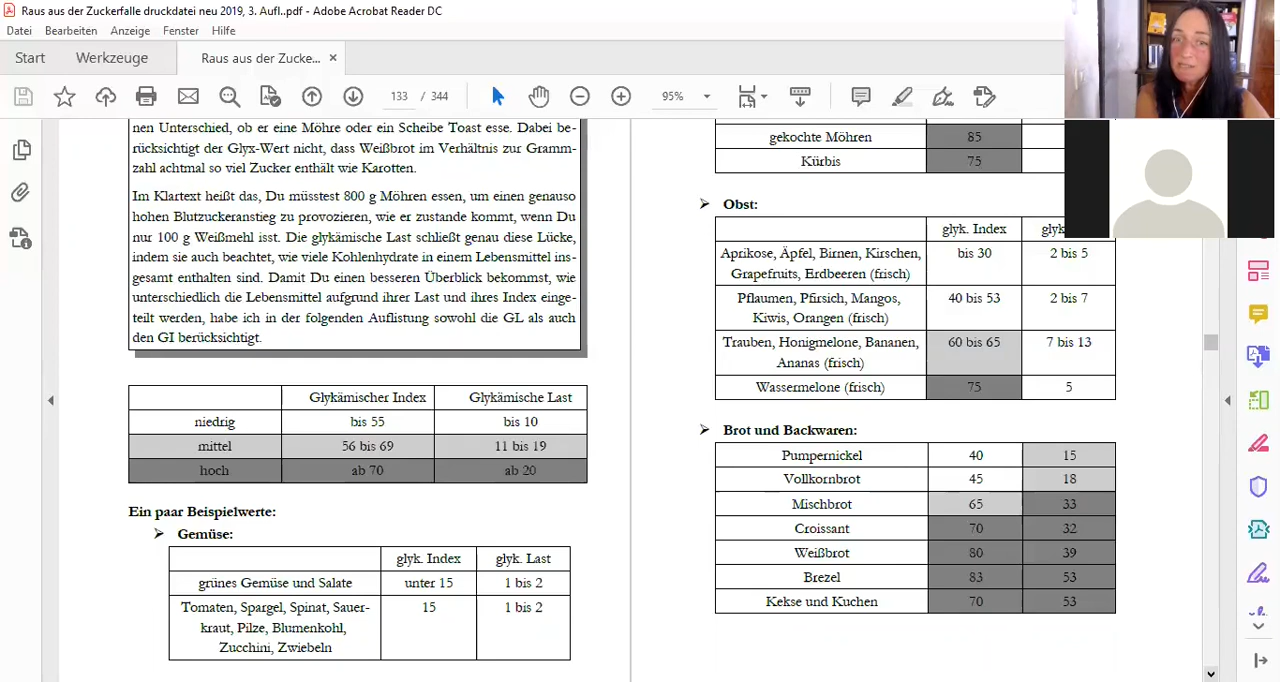 Raus aus der Zuckerfalle druckdatei neu 2019, 3. Aufl..pdf - Adobe Acrobat Reader DC
Datei Bearbeiten Anzeige Fenster Hilfe
Start Werkzeuge Raus aus der Zucke... ×
133 / 344 95%
nen Unterschied, ob er eine Möhre oder ein Scheibe Toast esse. Dabei be-
rücksichtigt der Glyx-Wert nicht, dass Weißbrot im Verhältnis zur Gramm-
zahl achtmal so viel Zucker enthält wie Karotten.
Im Klartext heißt das, Du müsstest 800 g Möhren essen, um einen genauso
hohen Blutzuckeranstieg zu provozieren, wie er zustande kommt, wenn Du
nur 100 g Weißmehl isst. Die glykämische Last schließt genau diese Lücke,
indem sie auch beachtet, wie viele Kohlenhydrate in einem Lebensmittel ins-
gesamt enthalten sind. Damit Du einen besseren Überblick bekommst, wie
unterschiedlich die Lebensmittel aufgrund ihrer Last und ihres Index einge-
teilt werden, habe ich in der folgenden Auflistung sowohl die GL als auch
den GI berücksichtigt.
Glykämischer Index Glykämische Last
niedrig bis 55 bis 10
mittel 56 bis 69 11 bis 19
hoch ab 70 ab 20
Ein paar Beispielwerte:
Gemüse:
glyk. Index glyk. Last
grünes Gemüse und Salate unter 15 1 bis 2
Tomaten, Spargel, Spinat, Sauer- 15 1 bis 2
kraut, Pilze, Blumenkohl,
Zucchini, Zwiebeln
gekochte Möhren 85
Kürbis 75
Obst:
glyk. Index
Aprikose, Äpfel, Birnen, Kirschen, bis 30 2 bis 5
Grapefruits, Erdbeeren (frisch)
Pflaumen, Pfirsich, Mangos, 40 bis 53 2 bis 7
Kiwis, Orangen (frisch)
Trauben, Honigmelone, Bananen, 60 bis 65 7 bis 13
Ananas (frisch)
Wassermelone (frisch) 75 5
Brot und Backwaren:
Pumpernickel 40 15
Vollkornbrot 45 18
Mischbrot 65 33
Croissant 70 32
Weißbrot 80 39
Brezel 83 53
Kekse und Kuchen 70 53